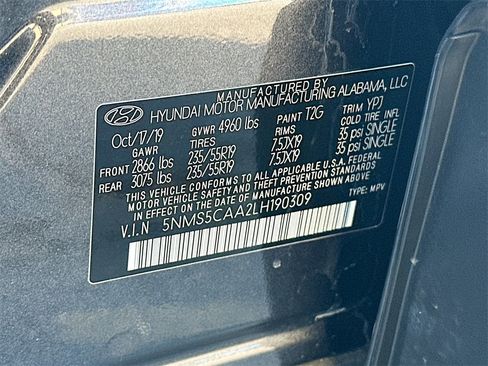 MANUFACTURED BY
HYUNDAI MOTOR MANUFACTURING ALABAMA, LLC
Oct/17/19 GVWR 4960 lbs PAINT T2G TRIM YPJ
GAWR TIRES RIMS COLD TIRE INFL
FRONT 2866 lbs 235/55R19 7.5JX19 35 psi SINGLE
REAR 3075 lbs 235/55R19 7.5JX19 35 psi SINGLE
THIS VEHICLE CONFORMS TO ALL APPLICABLE U.S.A. FEDERAL
MOTOR VEHICLE SAFETY AND THEFT PREVENTION STANDARDS
IN EFFECT ON THE DATE OF MANUFACTURE SHOWN ABOVE.
V.I.N 5NMS5CAA2LH190309 TYPE: MPV